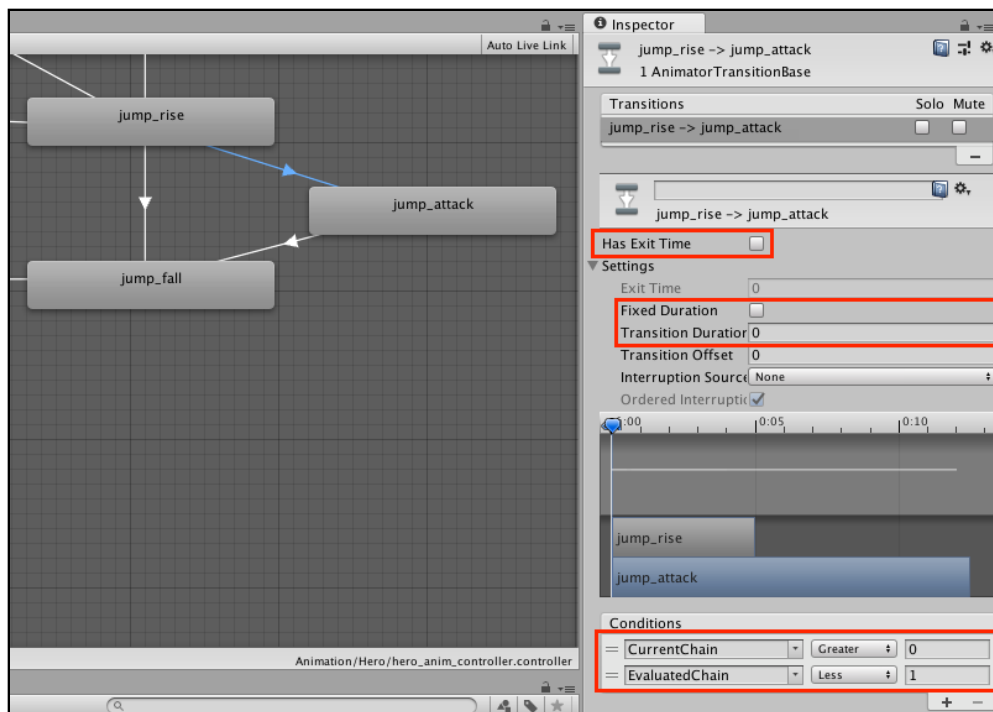 Auto Live Link
jump_rise
jump_attack
jump_fall
Animation/Hero/hero_anim_controller.controller
Inspector
jump_rise -> jump_attack
1 AnimatorTransitionBase
Transitions Solo Mute
jump_rise -> jump_attack
jump_rise -> jump_attack
Has Exit Time
Settings
Exit Time 0
Fixed Duration
Transition Duration 0
Transition Offset 0
Interruption Source None
Ordered Interruptic
:00 0:05 0:10
jump_rise
jump_attack
Conditions
CurrentChain Greater 0
EvaluatedChain Less 1